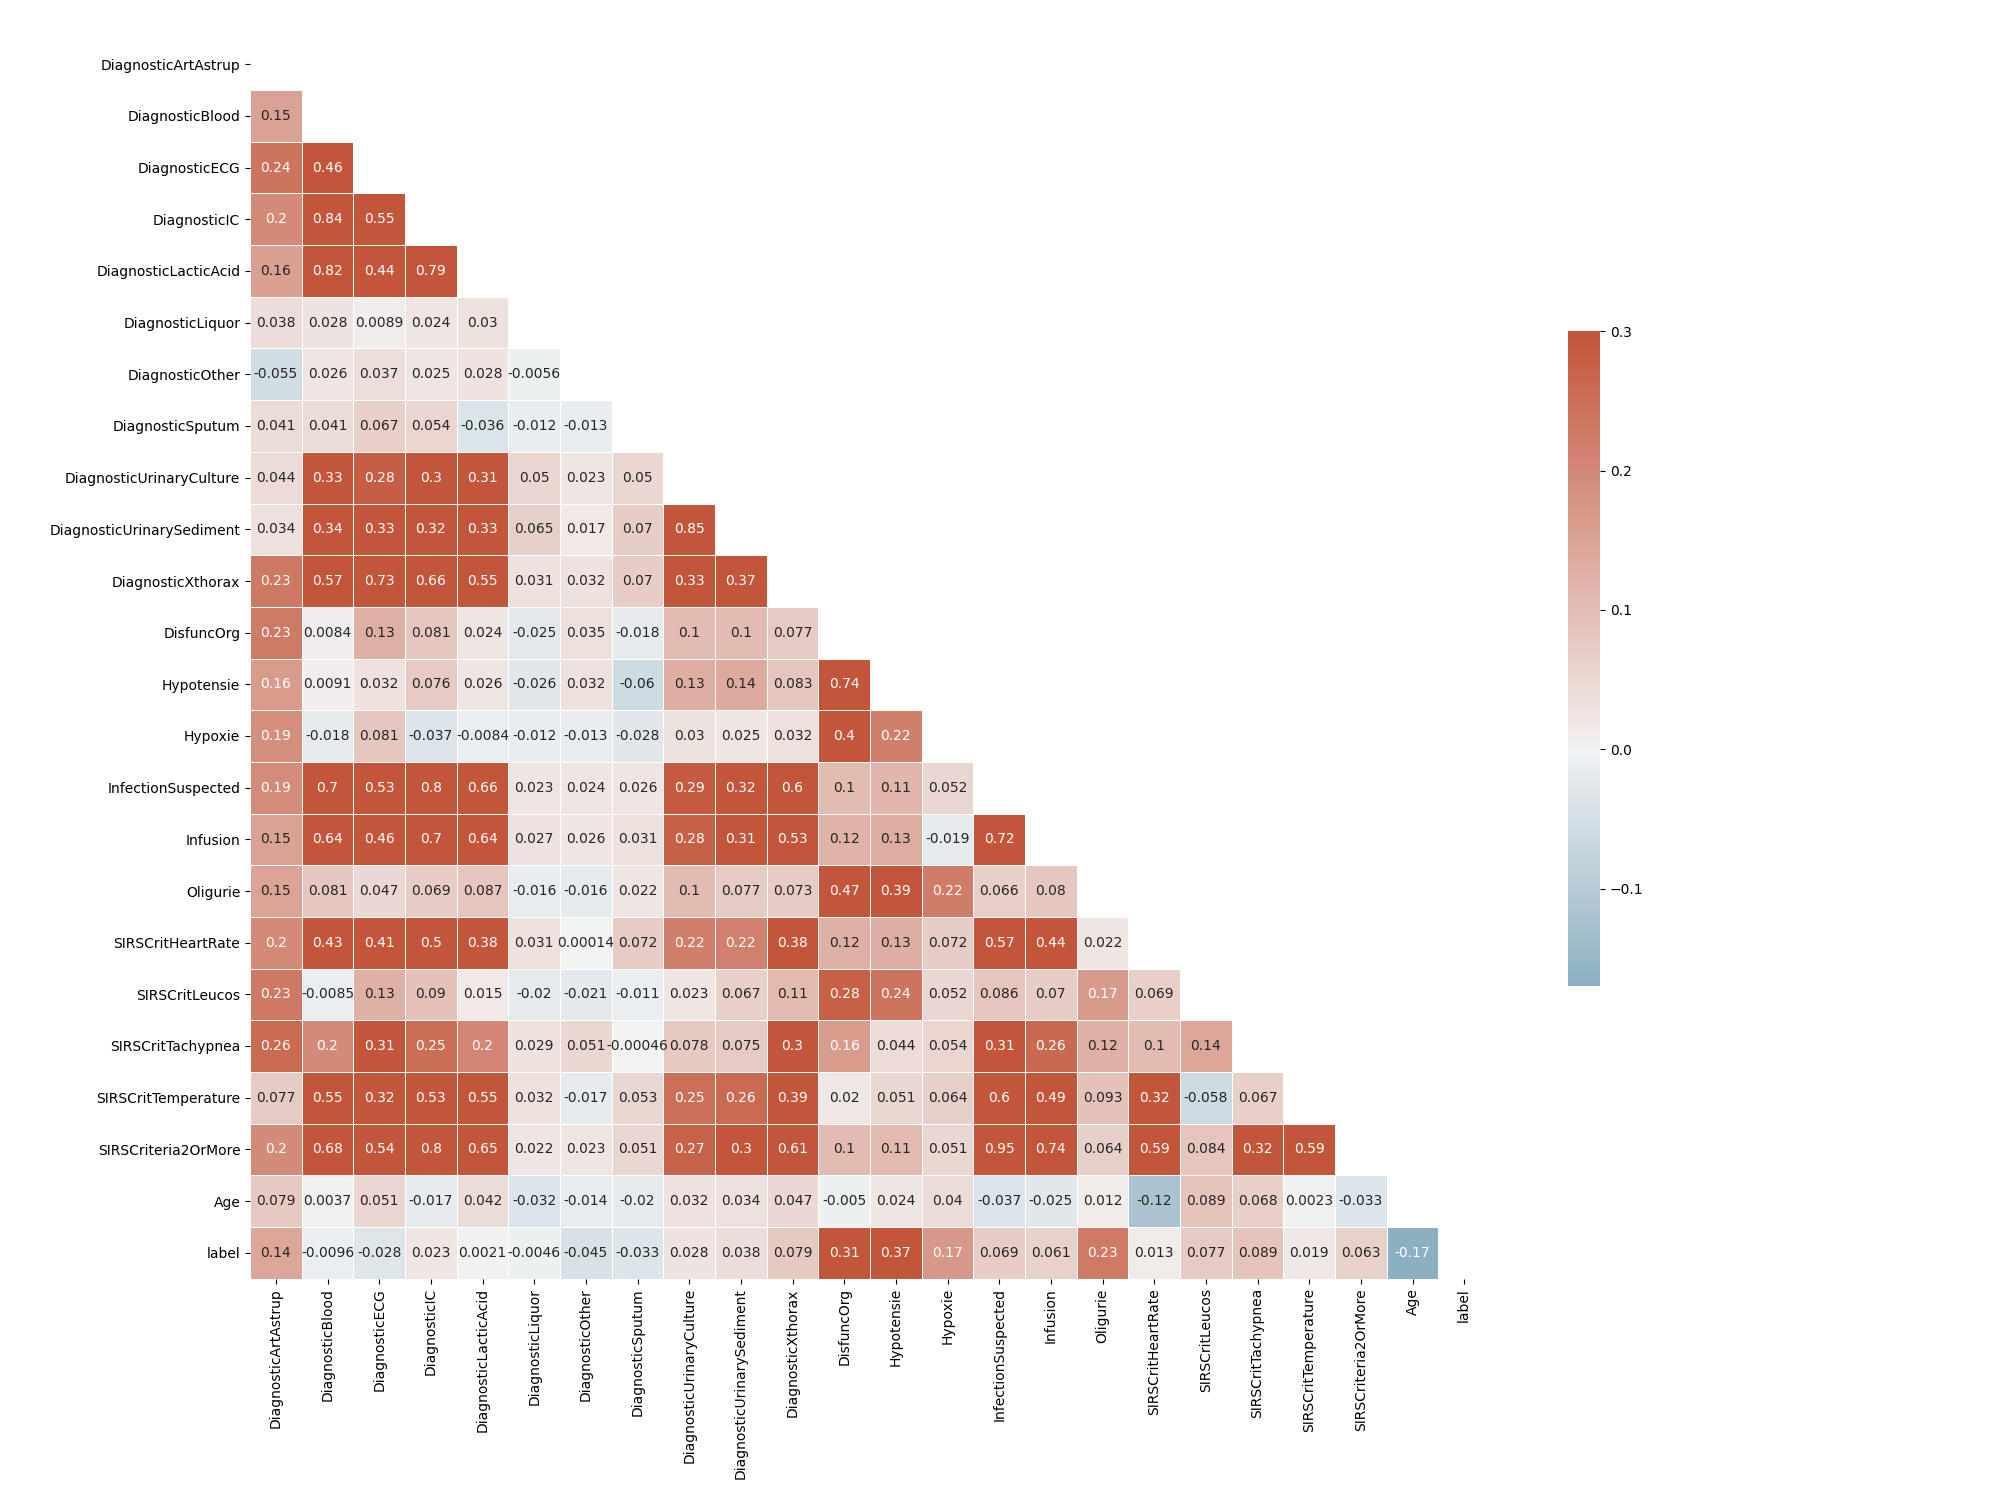 DiagnosticArtAstrup
DiagnosticBlood 0.15
DiagnosticECG 0.24 0.46
DiagnosticIC 0.2 0.84 0.55
DiagnosticLacticAcid 0.16 0.82 0.44 0.79
DiagnosticLiquor 0.038 0.028 0.0089 0.024 0.03
DiagnosticOther -0.055 0.026 0.037 0.025 0.028 -0.0056
DiagnosticSputum 0.041 0.041 0.067 0.054 -0.036 -0.012 -0.013
DiagnosticUrinaryCulture 0.044 0.33 0.28 0.3 0.31 0.05 0.023 0.05
DiagnosticUrinarySediment 0.034 0.34 0.33 0.32 0.33 0.065 0.017 0.07 0.85
DiagnosticXthorax 0.23 0.57 0.73 0.66 0.55 0.031 0.032 0.07 0.33 0.37
DisfuncOrg 0.23 0.0084 0.13 0.081 0.024 -0.025 0.035 -0.018 0.1 0.1 0.077
Hypotensie 0.16 0.0091 0.032 0.076 0.026 -0.026 0.032 -0.06 0.13 0.14 0.083 0.74
Hypoxie 0.19 -0.018 0.081 -0.037 -0.0084 -0.012 -0.013 -0.028 0.03 0.025 0.032 0.4 0.22
InfectionSuspected 0.19 0.7 0.53 0.8 0.66 0.023 0.024 0.026 0.29 0.32 0.6 0.1 0.11 0.052
Infusion 0.15 0.64 0.46 0.7 0.64 0.027 0.026 0.031 0.28 0.31 0.53 0.12 0.13 -0.019 0.72
Oligurie 0.15 0.081 0.047 0.069 0.087 -0.016 -0.016 0.022 0.1 0.077 0.073 0.47 0.39 0.22 0.066 0.08
SIRSCritHeartRate 0.2 0.43 0.41 0.5 0.38 0.031 0.00014 0.072 0.22 0.22 0.38 0.12 0.13 0.072 0.57 0.44 0.022
SIRSCritLeucos 0.23 -0.0085 0.13 0.09 0.015 -0.02 -0.021 -0.011 0.023 0.067 0.11 0.28 0.24 0.052 0.086 0.07 0.17 0.069
SIRSCritTachypnea 0.26 0.2 0.31 0.25 0.2 0.029 0.051 -0.00046 0.078 0.075 0.3 0.16 0.044 0.054 0.31 0.26 0.12 0.1 0.14
SIRSCritTemperature 0.077 0.55 0.32 0.53 0.55 0.032 -0.017 0.053 0.25 0.26 0.39 0.02 0.051 0.064 0.6 0.49 0.093 0.32 -0.058 0.067
SIRSCriteria2OrMore 0.2 0.68 0.54 0.8 0.65 0.022 0.023 0.051 0.27 0.3 0.61 0.1 0.11 0.051 0.95 0.74 0.064 0.59 0.084 0.32 0.59
Age 0.079 0.0037 0.051 -0.017 0.042 -0.032 -0.014 -0.02 0.032 0.034 0.047 -0.005 0.024 0.04 -0.037 -0.025 0.012 -0.12 0.089 0.068 0.0023 -0.033
label 0.14 -0.0096 -0.028 0.023 0.0021 -0.0046 -0.045 -0.033 0.028 0.038 0.079 0.31 0.37 0.17 0.069 0.061 0.23 0.013 0.077 0.089 0.019 0.063 -0.17
DiagnosticArtAstrup
DiagnosticBlood
DiagnosticECG
DiagnosticIC
DiagnosticLacticAcid
DiagnosticLiquor
DiagnosticOther
DiagnosticSputum
DiagnosticUrinaryCulture
DiagnosticUrinarySediment
DiagnosticXthorax
DisfuncOrg
Hypotensie
Hypoxie
InfectionSuspected
Infusion
Oligurie
SIRSCritHeartRate
SIRSCritLeucos
SIRSCritTachypnea
SIRSCritTemperature
SIRSCriteria2OrMore
Age
label
0.3
0.2
0.1
0.0
−0.1